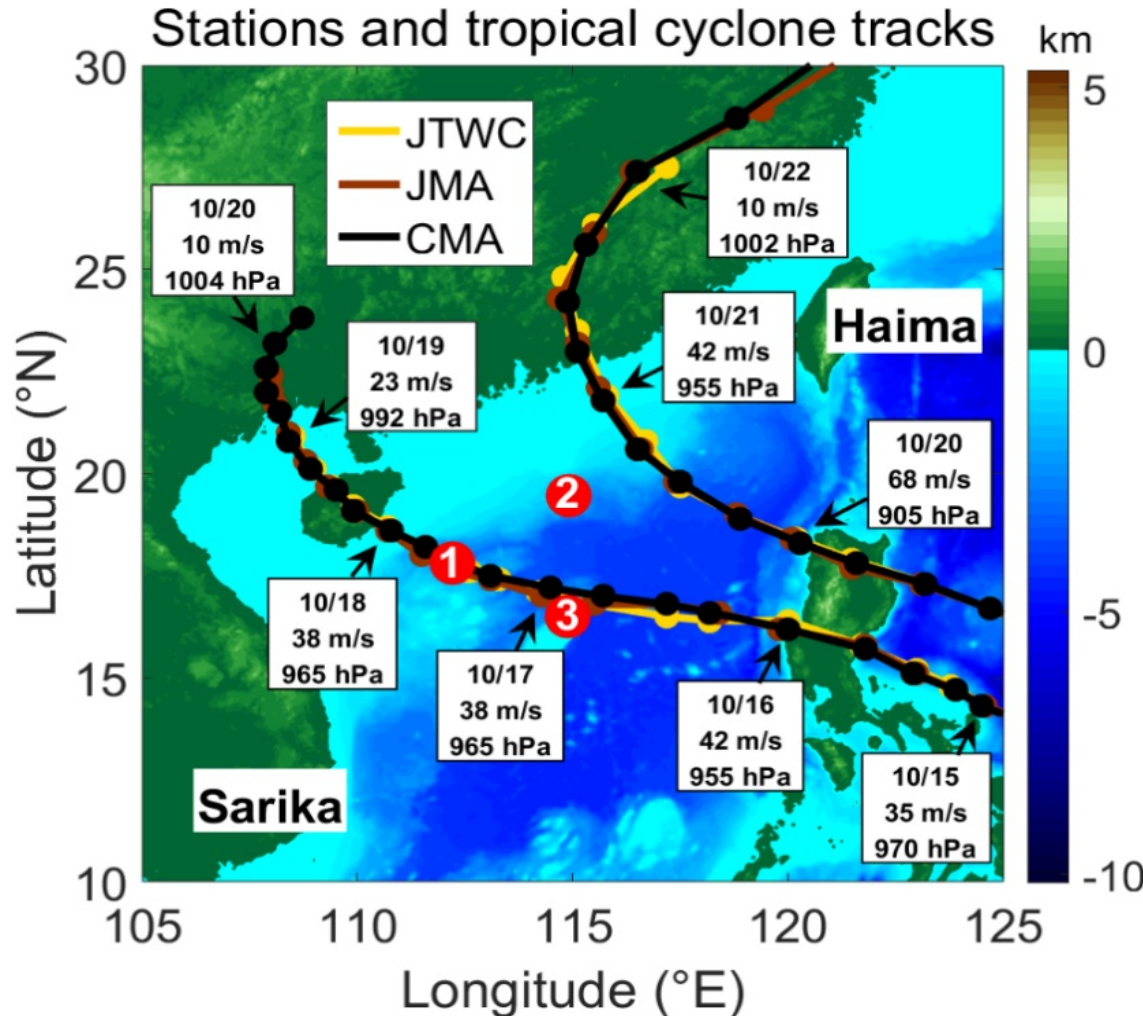 Stations and tropical cyclone tracks
km
30
25
20
15
10
Latitude (°N)
105
110
115
120
125
Longitude (°E)
5
0
-5
-10
JTWC
JMA
CMA
10/20
10 m/s
1004 hPa
10/19
23 m/s
992 hPa
10/22
10 m/s
1002 hPa
10/21
42 m/s
955 hPa
Haima
10/20
68 m/s
905 hPa
2
1
3
10/18
38 m/s
965 hPa
10/17
38 m/s
965 hPa
10/16
42 m/s
955 hPa
10/15
35 m/s
970 hPa
Sarika